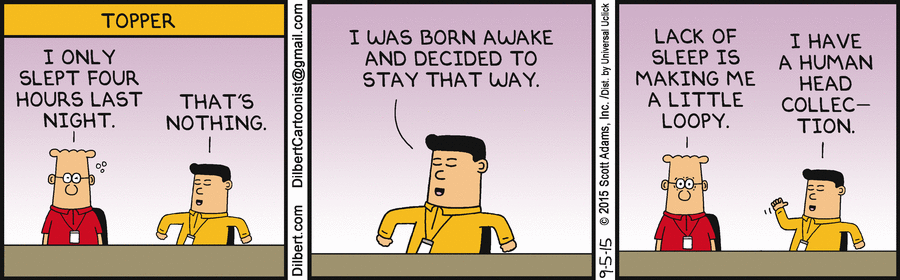 TOPPER
I ONLY
SLEPT FOUR
HOURS LAST
NIGHT.
THAT'S
NOTHING.
Dilbert.com DilbertCartoonist@gmail.com
I WAS BORN AWAKE
AND DECIDED TO
STAY THAT WAY.
9-5-15 © 2015 Scott Adams, Inc. /Dist. by Universal Uclick
LACK OF
SLEEP IS
MAKING ME
A LITTLE
LOOPY.
I HAVE
A HUMAN
HEAD
COLLEC-
TION.